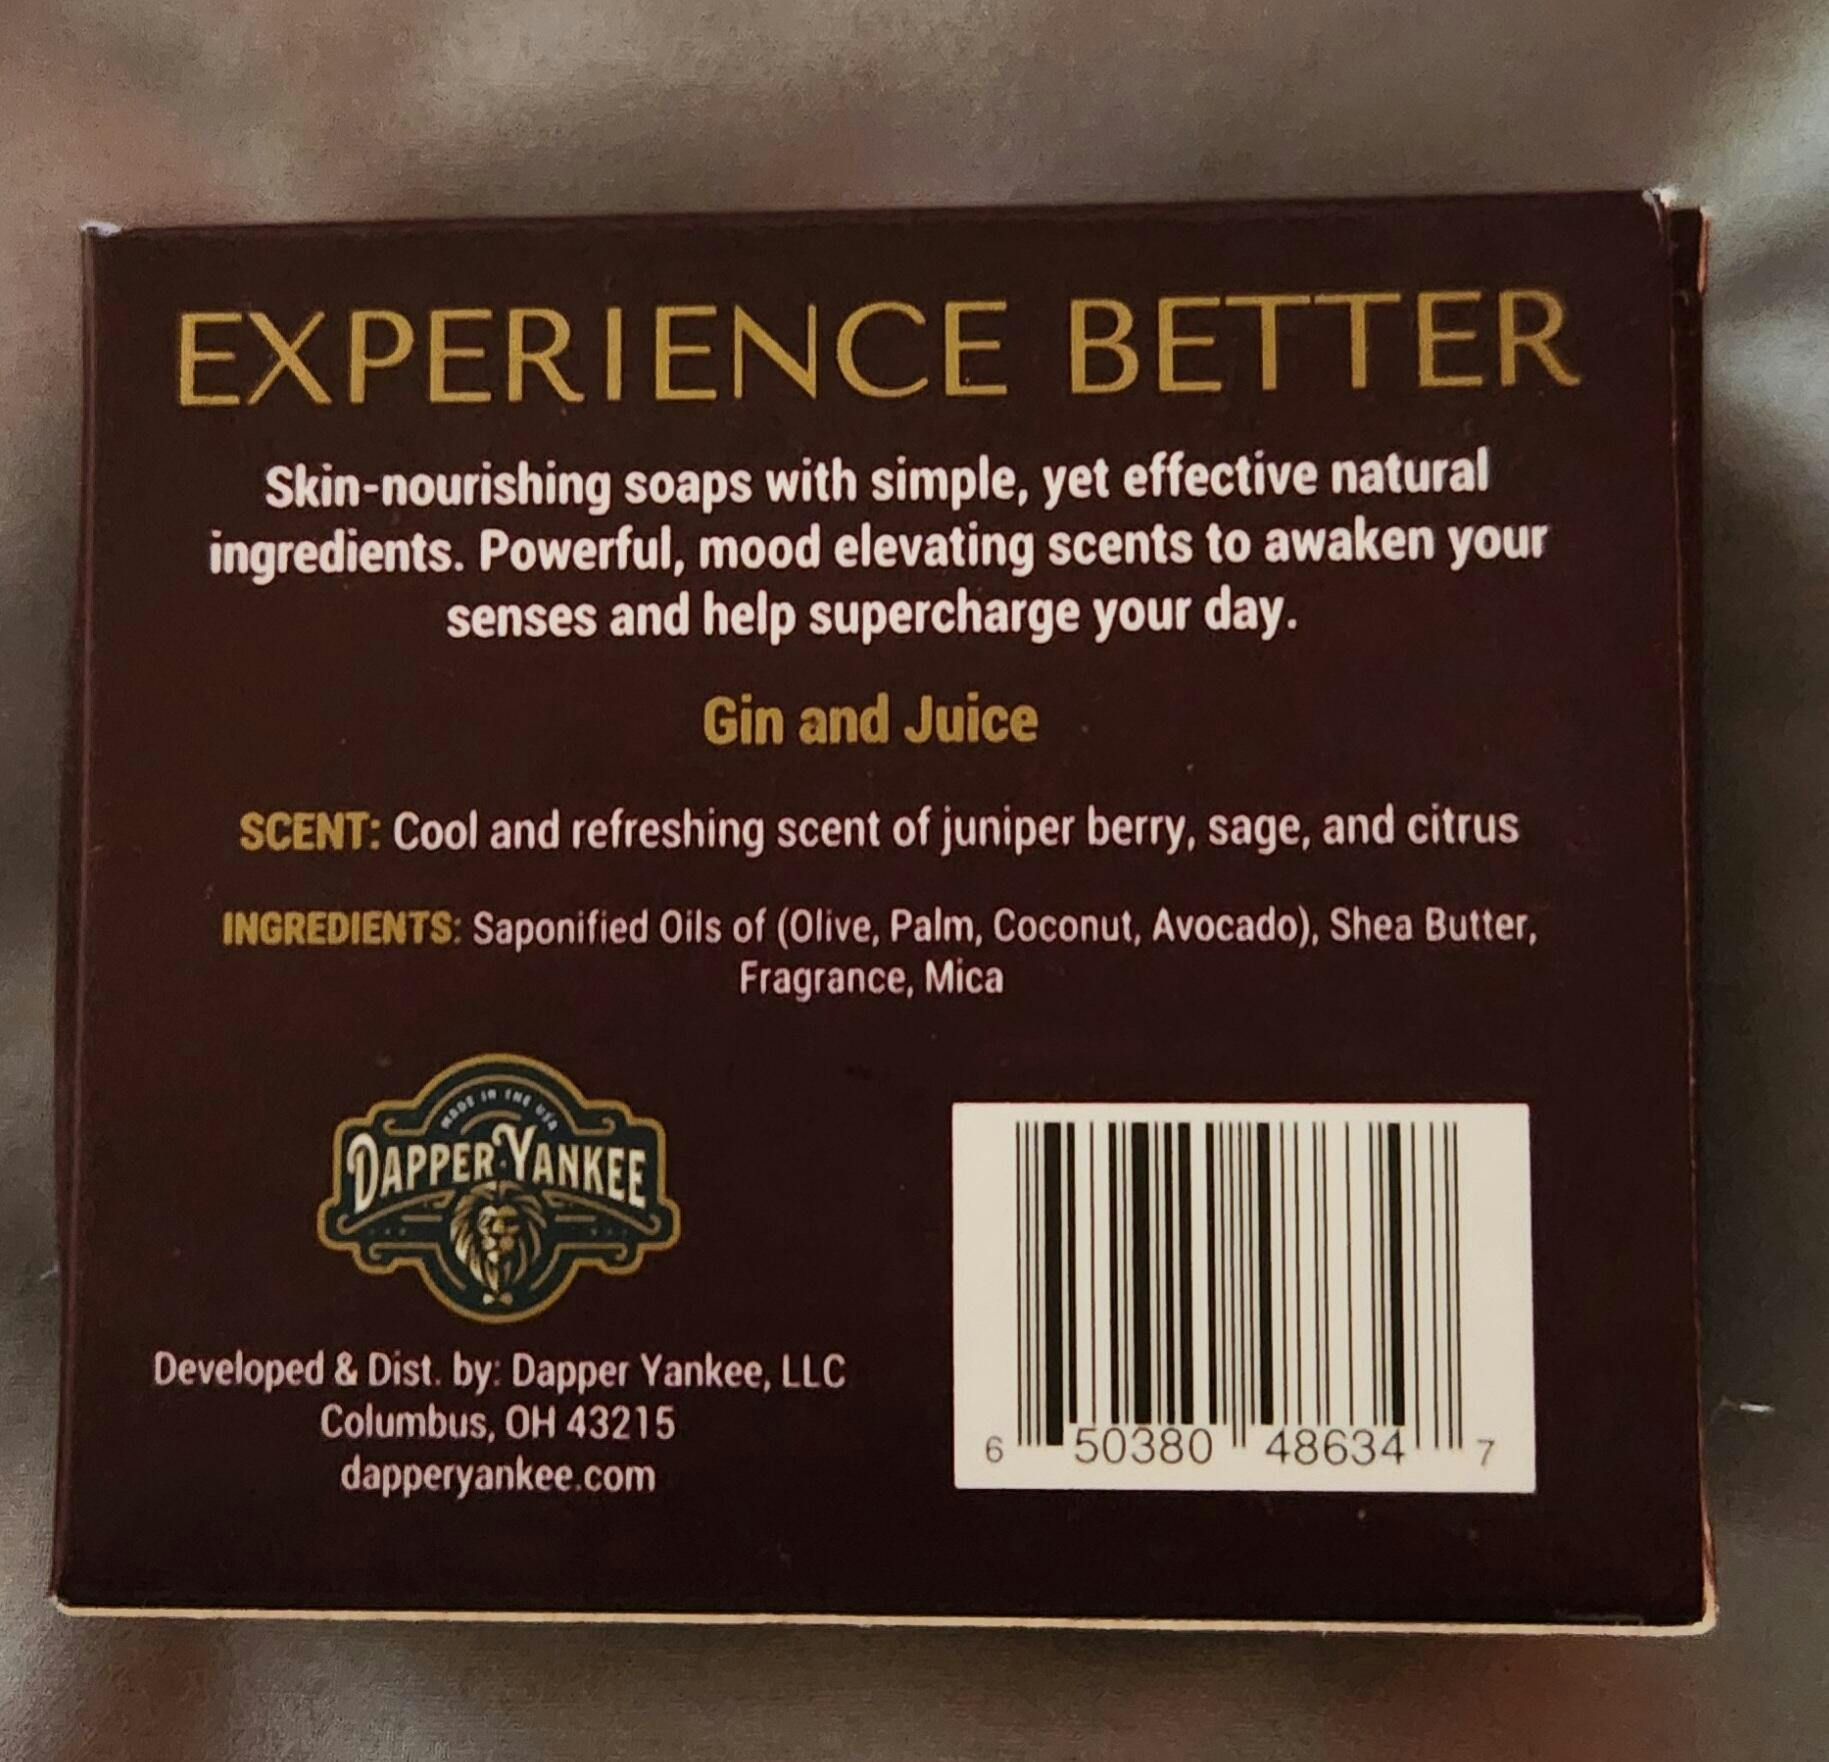 EXPERIENCE BETTER
Skin-nourishing soaps with simple, yet effective natural
ingredients. Powerful, mood elevating scents to awaken your
senses and help supercharge your day.
Gin and Juice
SCENT: Cool and refreshing scent of juniper berry, sage, and citrus
INGREDIENTS: Saponified Oils of (Olive, Palm, Coconut, Avocado), Shea Butter,
Fragrance, Mica
MADE IN THE USA
DAPPER YANKEE
Developed & Dist. by: Dapper Yankee, LLC
Columbus, OH 43215
dapperyankee.com
6 50380 48634 7